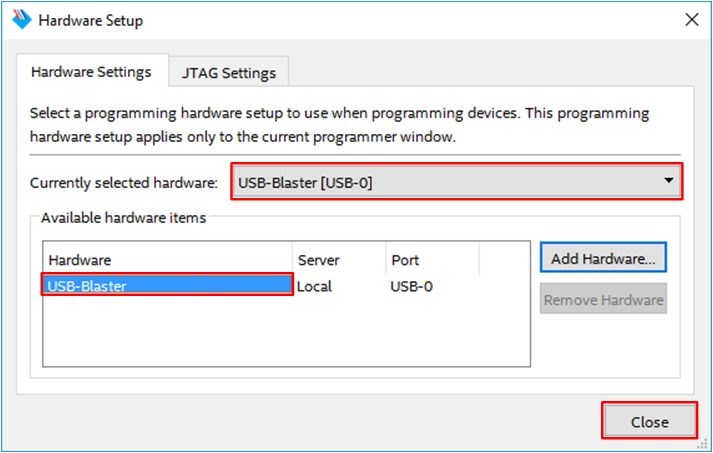 Hardware Setup
Hardware Settings
JTAG Settings
Select a programming hardware setup to use when programming devices. This programming
hardware setup applies only to the current programmer window.
Currently selected hardware:
USB-Blaster [USB-0]
Available hardware items
Hardware Server Port
USB-Blaster Local USB-0
Add Hardware...
Remove Hardware
Close